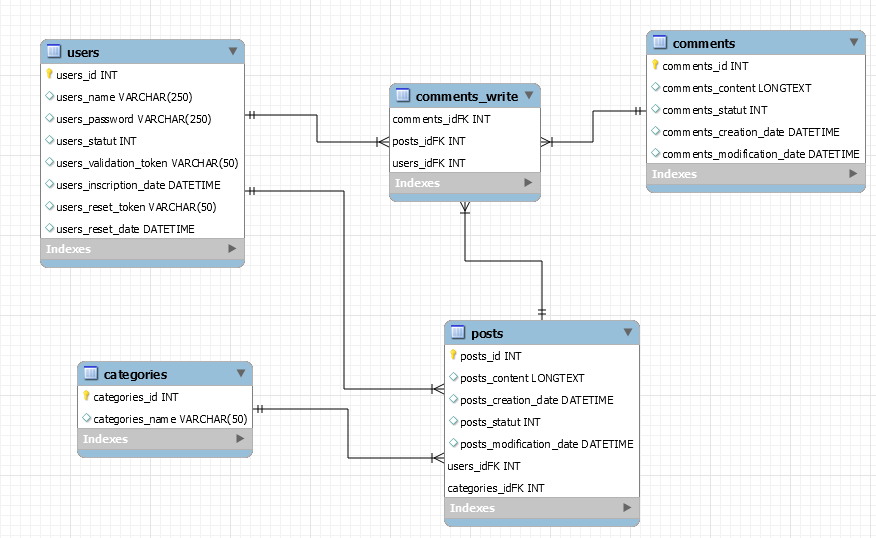 users
users_id INT
users_name VARCHAR(250)
users_password VARCHAR(250)
users_statut INT
users_validation_token VARCHAR(50)
users_inscription_date DATETIME
users_reset_token VARCHAR(50)
users_reset_date DATETIME
Indexes
comments_write
comments_idFK INT
posts_idFK INT
users_idFK INT
Indexes
comments
comments_id INT
comments_content LONGTEXT
comments_statut INT
comments_creation_date DATETIME
comments_modification_date DATETIME
Indexes
categories
categories_id INT
categories_name VARCHAR(50)
Indexes
posts
posts_id INT
posts_content LONGTEXT
posts_creation_date DATETIME
posts_statut INT
posts_modification_date DATETIME
users_idFK INT
categories_idFK INT
Indexes